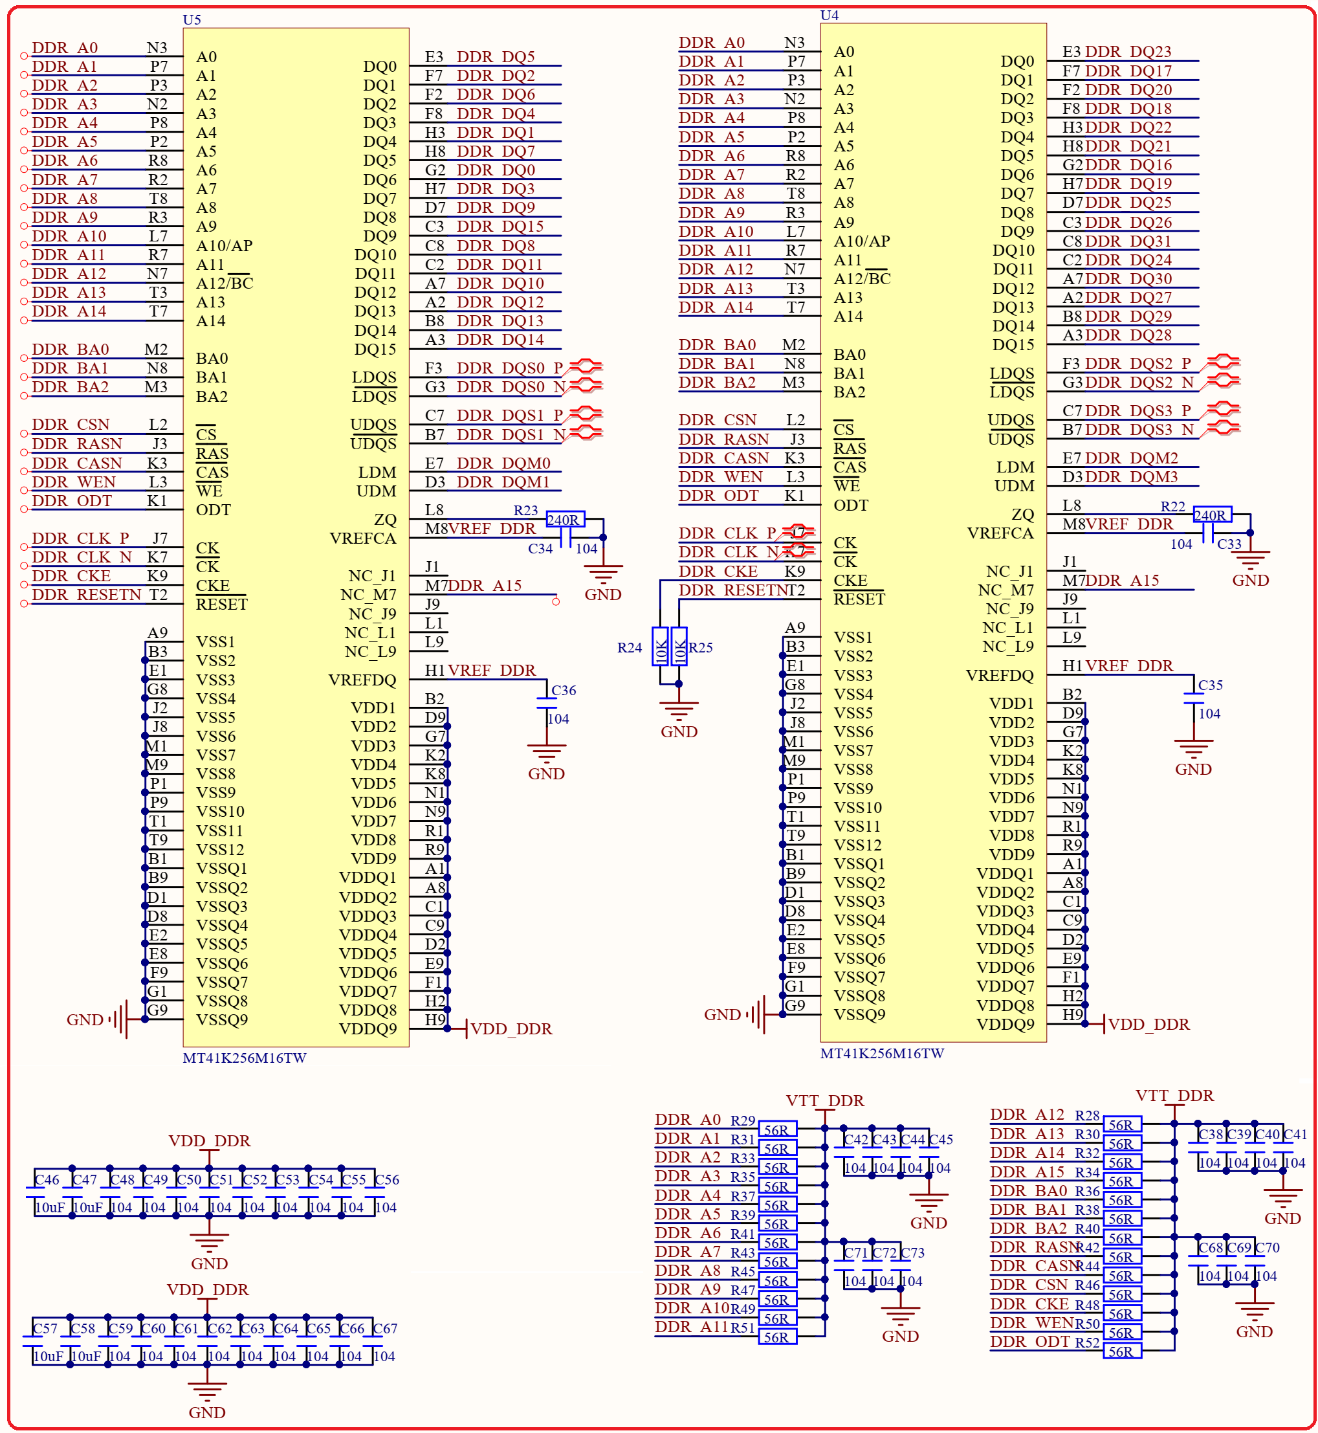 U5
DDR_A0 N3 A0
DDR_A1 P7 A1
DDR_A2 P3 A2
DDR_A3 N2 A3
DDR_A4 P8 A4
DDR_A5 P2 A5
DDR_A6 R8 A6
DDR_A7 R2 A7
DDR_A8 T8 A8
DDR_A9 R3 A9
DDR_A10 L7 A10/AP
DDR_A11 R7 A11
DDR_A12 N7 A12/BC
DDR_A13 T3 A13
DDR_A14 T7 A14
DDR_BA0 M2 BA0
DDR_BA1 N8 BA1
DDR_BA2 M3 BA2
DDR_CSN L2 CS
DDR_RASN J3 RAS
DDR_CASN K3 CAS
DDR_WEN L3 WE
DDR_ODT K1 ODT
DDR_CLK_P J7 CK
DDR_CLK_N K7 CK
DDR_CKE K9 CKE
DDR_RESETN T2 RESET
A9 VSS1
B3 VSS2
E1 VSS3
G8 VSS4
J2 VSS5
J8 VSS6
M1 VSS7
M9 VSS8
P1 VSS9
P9 VSS10
T1 VSS11
T9 VSS12
B1 VSSQ1
B9 VSSQ2
D1 VSSQ3
D8 VSSQ4
E2 VSSQ5
E8 VSSQ6
F9 VSSQ7
G1 VSSQ8
GND G9 VSSQ9
DQ0 E3 DDR_DQ5
DQ1 F7 DDR_DQ2
DQ2 F2 DDR_DQ6
DQ3 F8 DDR_DQ4
DQ4 H3 DDR_DQ1
DQ5 H8 DDR_DQ7
DQ6 G2 DDR_DQ0
DQ7 H7 DDR_DQ3
DQ8 D7 DDR_DQ9
DQ9 C3 DDR_DQ15
DQ10 C8 DDR_DQ8
DQ11 C2 DDR_DQ11
DQ12 A7 DDR_DQ10
DQ13 A2 DDR_DQ12
DQ14 B8 DDR_DQ13
DQ15 A3 DDR_DQ14
LDQS F3 DDR_DQS0_P
LDQS G3 DDR_DQS0_N
UDQS C7 DDR_DQS1_P
UDQS B7 DDR_DQS1_N
LDM E7 DDR_DQM0
UDM D3 DDR_DQM1
ZQ L8 R23 240R
VREFCA M8 VREF_DDR C34 104
GND
NC_J1 J1
NC_M7 M7 DDR_A15
NC_J9 J9
NC_L1 L1
NC_L9 L9
VREFDQ H1 VREF_DDR C36
104
GND
VDD1 B2
VDD2 D9
VDD3 G7
VDD4 K2
VDD5 K8
VDD6 N1
VDD7 N9
VDD8 R1
VDD9 R9
VDDQ1 A1
VDDQ2 A8
VDDQ3 C1
VDDQ4 C9
VDDQ5 D2
VDDQ6 E9
VDDQ7 F1
VDDQ8 H2
VDDQ9 H9 VDD_DDR
MT41K256M16TW
U4
DDR_A0 N3 A0
DDR_A1 P7 A1
DDR_A2 P3 A2
DDR_A3 N2 A3
DDR_A4 P8 A4
DDR_A5 P2 A5
DDR_A6 R8 A6
DDR_A7 R2 A7
DDR_A8 T8 A8
DDR_A9 R3 A9
DDR_A10 L7 A10/AP
DDR_A11 R7 A11
DDR_A12 N7 A12/BC
DDR_A13 T3 A13
DDR_A14 T7 A14
DDR_BA0 M2 BA0
DDR_BA1 N8 BA1
DDR_BA2 M3 BA2
DDR_CSN L2 CS
DDR_RASN J3 RAS
DDR_CASN K3 CAS
DDR_WEN L3 WE
DDR_ODT K1 ODT
DDR_CLK_P CK
DDR_CLK_N CK
DDR_CKE K9 CKE
DDR_RESETN T2 RESET
R24 10K 10K R25
GND
A9 VSS1
B3 VSS2
E1 VSS3
G8 VSS4
J2 VSS5
J8 VSS6
M1 VSS7
M9 VSS8
P1 VSS9
P9 VSS10
T1 VSS11
T9 VSS12
B1 VSSQ1
B9 VSSQ2
D1 VSSQ3
D8 VSSQ4
E2 VSSQ5
E8 VSSQ6
F9 VSSQ7
G1 VSSQ8
GND G9 VSSQ9
DQ0 E3 DDR_DQ23
DQ1 F7 DDR_DQ17
DQ2 F2 DDR_DQ20
DQ3 F8 DDR_DQ18
DQ4 H3 DDR_DQ22
DQ5 H8 DDR_DQ21
DQ6 G2 DDR_DQ16
DQ7 H7 DDR_DQ19
DQ8 D7 DDR_DQ25
DQ9 C3 DDR_DQ26
DQ10 C8 DDR_DQ31
DQ11 C2 DDR_DQ24
DQ12 A7 DDR_DQ30
DQ13 A2 DDR_DQ27
DQ14 B8 DDR_DQ29
DQ15 A3 DDR_DQ28
LDQS F3 DDR_DQS2_P
LDQS G3 DDR_DQS2_N
UDQS C7 DDR_DQS3_P
UDQS B7 DDR_DQS3_N
LDM E7 DDR_DQM2
UDM D3 DDR_DQM3
ZQ L8 R22 240R
VREFCA M8 VREF_DDR 104 C33
GND
NC_J1 J1
NC_M7 M7 DDR_A15
NC_J9 J9
NC_L1 L1
NC_L9 L9
VREFDQ H1 VREF_DDR C35
104
GND
VDD1 B2
VDD2 D9
VDD3 G7
VDD4 K2
VDD5 K8
VDD6 N1
VDD7 N9
VDD8 R1
VDD9 R9
VDDQ1 A1
VDDQ2 A8
VDDQ3 C1
VDDQ4 C9
VDDQ5 D2
VDDQ6 E9
VDDQ7 F1
VDDQ8 H2
VDDQ9 H9 VDD_DDR
MT41K256M16TW
VDD_DDR
C46 C47 C48 C49 C50 C51 C52 C53 C54 C55 C56
10uF 10uF 104 104 104 104 104 104 104 104 104
GND
VDD_DDR
C57 C58 C59 C60 C61 C62 C63 C64 C65 C66 C67
10uF 10uF 104 104 104 104 104 104 104 104 104
GND
VTT_DDR
DDR_A0 R29 56R
DDR_A1 R31 56R
DDR_A2 R33 56R
DDR_A3 R35 56R
DDR_A4 R37 56R
DDR_A5 R39 56R
DDR_A6 R41 56R
DDR_A7 R43 56R
DDR_A8 R45 56R
DDR_A9 R47 56R
DDR_A10 R49 56R
DDR_A11 R51 56R
C42 C43 C44 C45
104 104 104 104
GND
C71 C72 C73
104 104 104
GND
VTT_DDR
DDR_A12 R28 56R
DDR_A13 R30 56R
DDR_A14 R32 56R
DDR_A15 R34 56R
DDR_BA0 R36 56R
DDR_BA1 R38 56R
DDR_BA2 R40 56R
DDR_RASN R42 56R
DDR_CASN R44 56R
DDR_CSN R46 56R
DDR_CKE R48 56R
DDR_WEN R50 56R
DDR_ODT R52 56R
C38 C39 C40 C41
104 104 104 104
GND
C68 C69 C70
104 104 104
GND